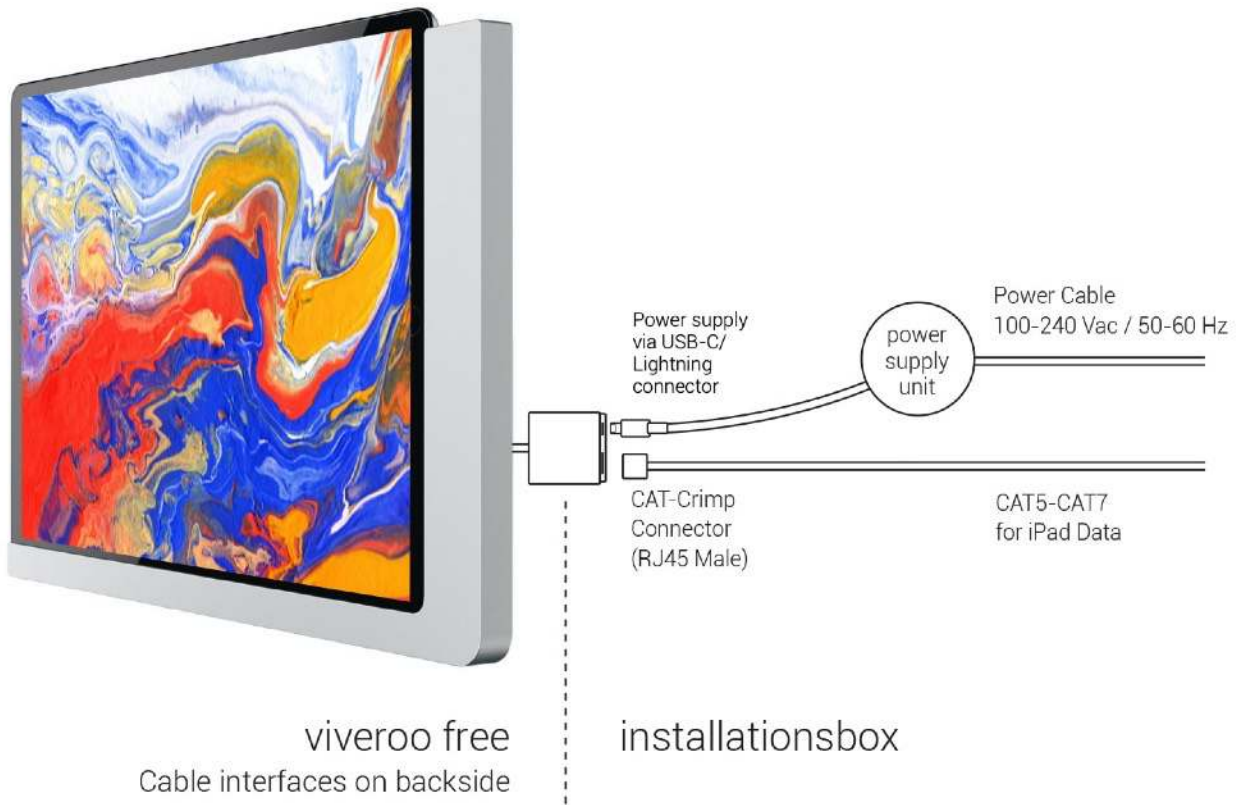 Power supply
via USB-C/
Lightning
connector
power
supply
unit
Power Cable
100-240 Vac / 50-60 Hz
CAT-Crimp
Connector
(RJ45 Male)
CAT5-CAT7
for iPad Data
viveroo free
Cable interfaces on backside
installationsbox